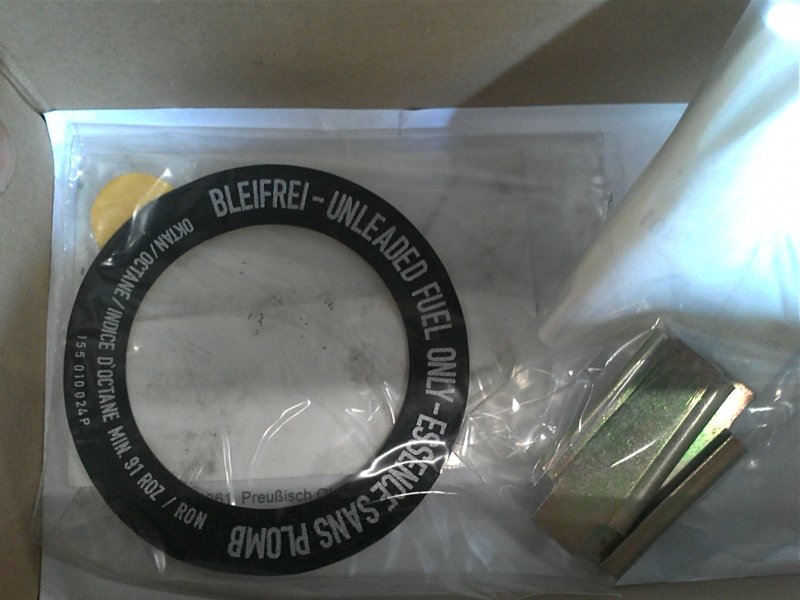 BLEIFREI - UNLEADED FUEL ONLY - ESSENCE SANS PLOMB
OKTAN / OCTANE / INDICE D'OCTANE MIN. 91 ROZ / RON
155 010 024 P
361, Preußisch